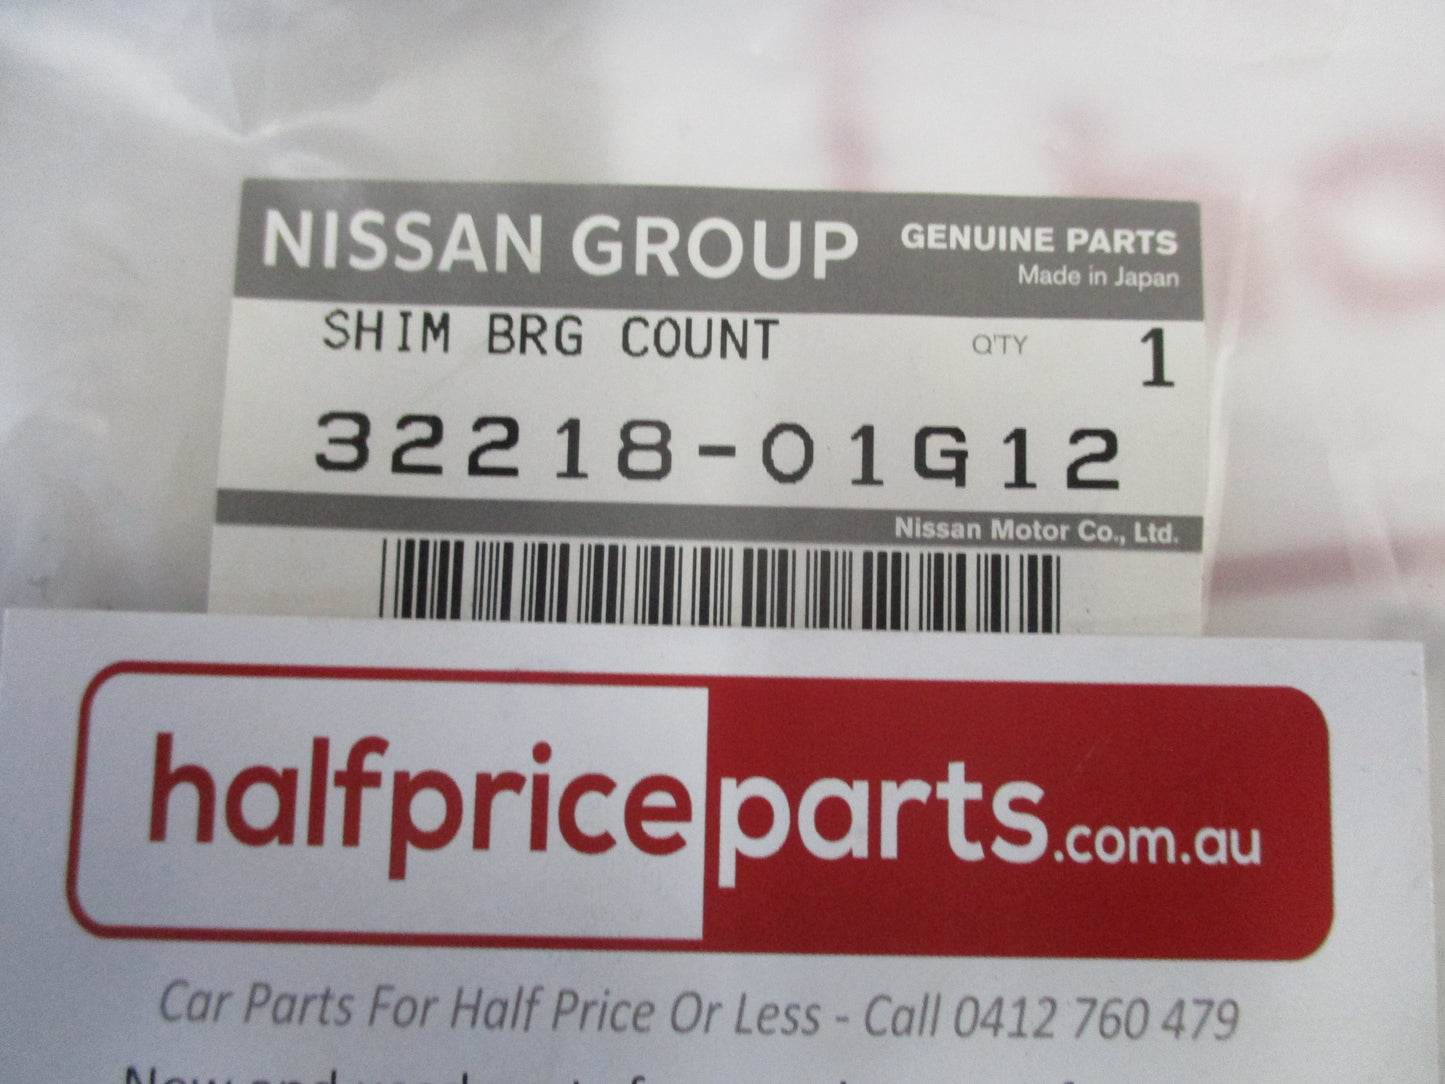 NISSAN GROUP
GENUINE PARTS
Made in Japan
SHIM BRG COUNT
Q'TY 1
32218-01G12
Nissan Motor Co., Ltd.
halfpriceparts.com.au
Car Parts For Half Price Or Less - Call 0412 760 479